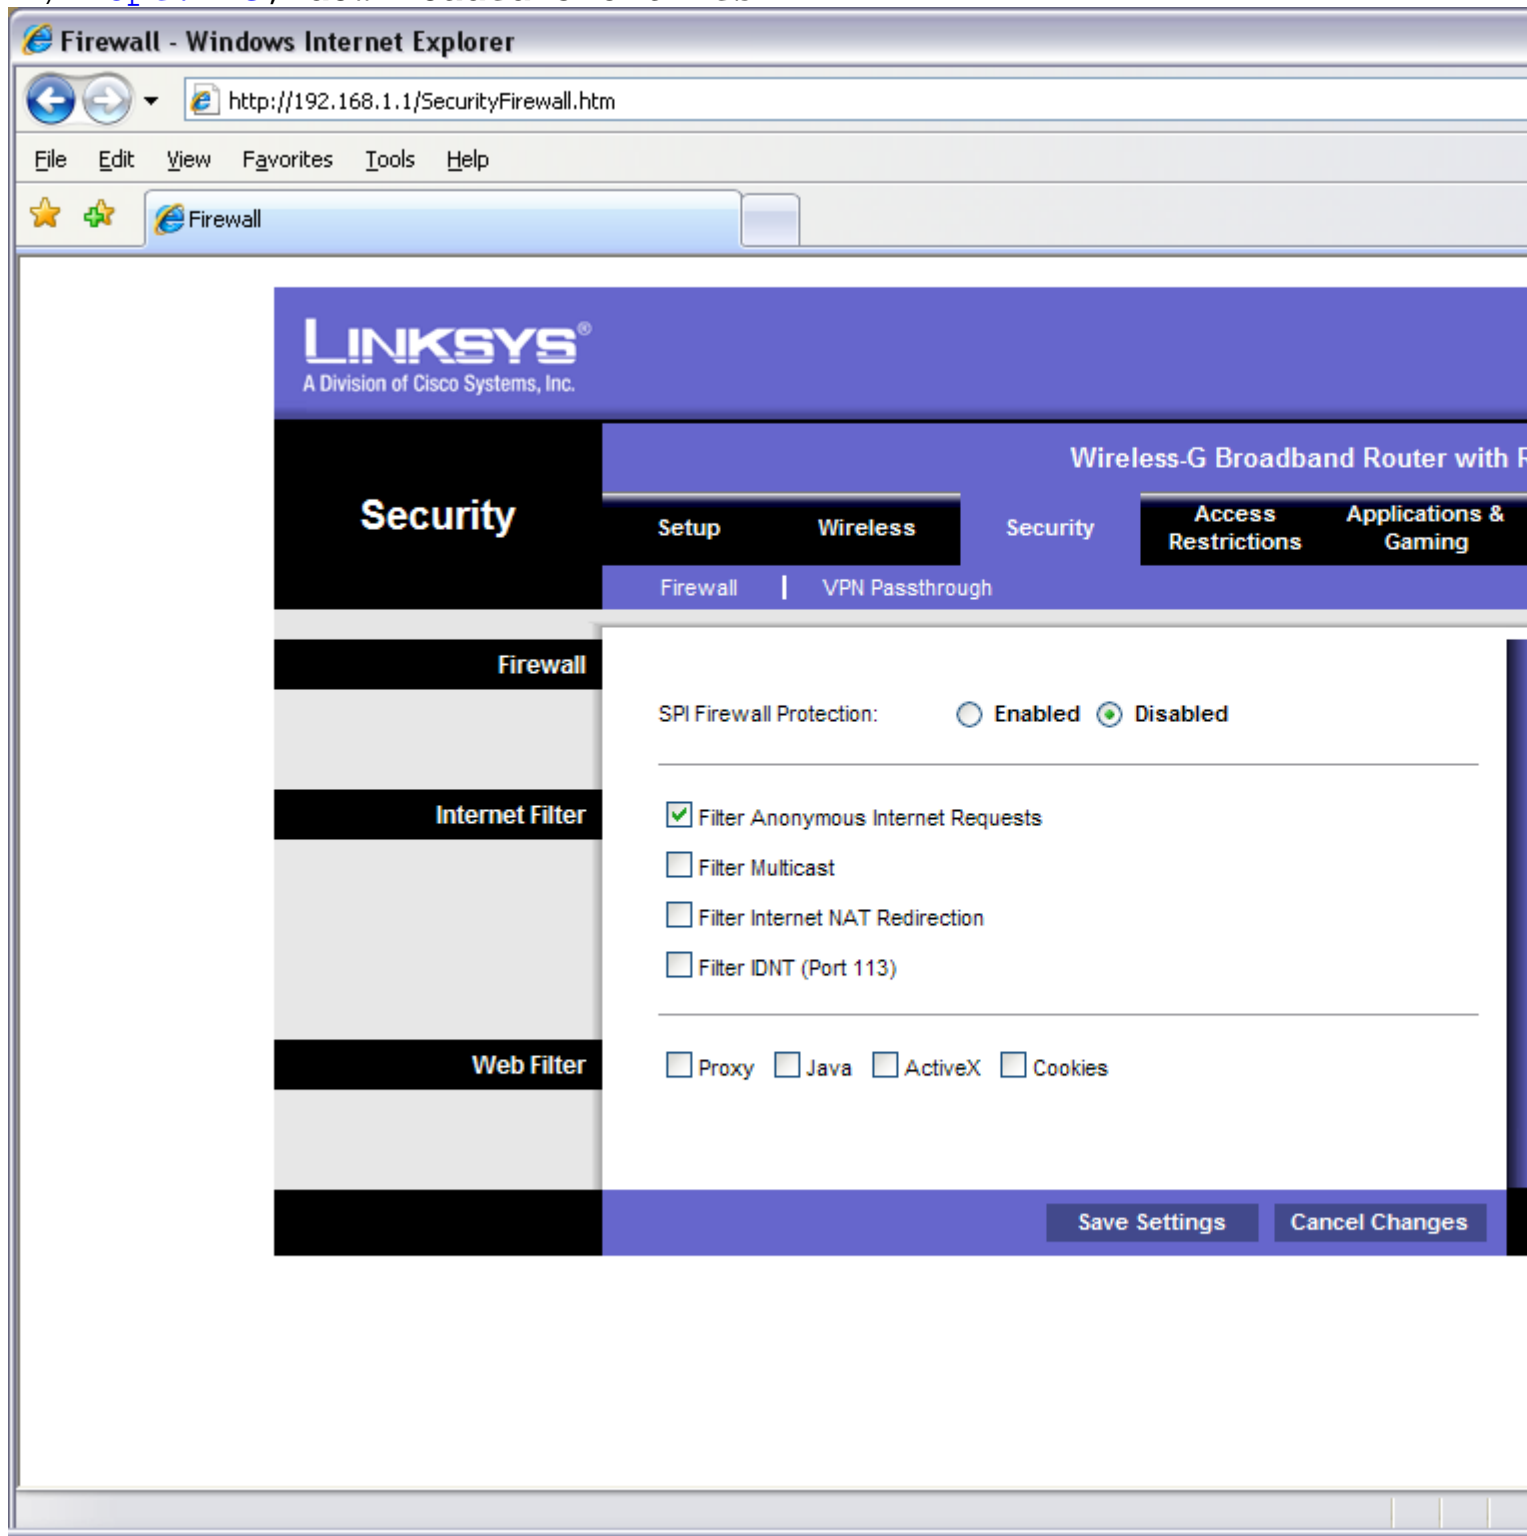 Firewall - Windows Internet Explorer
http://192.168.1.1/SecurityFirewall.htm
File Edit View Favorites Tools Help
Firewall
LINKSYS®
A Division of Cisco Systems, Inc.
Wireless-G Broadband Router with
Security
Setup Wireless Security Access Restrictions Applications & Gaming
Firewall | VPN Passthrough
Firewall
SPI Firewall Protection: Enabled Disabled
Internet Filter
Filter Anonymous Internet Requests
Filter Multicast
Filter Internet NAT Redirection
Filter IDNT (Port 113)
Web Filter
Proxy Java ActiveX Cookies
Save Settings Cancel Changes